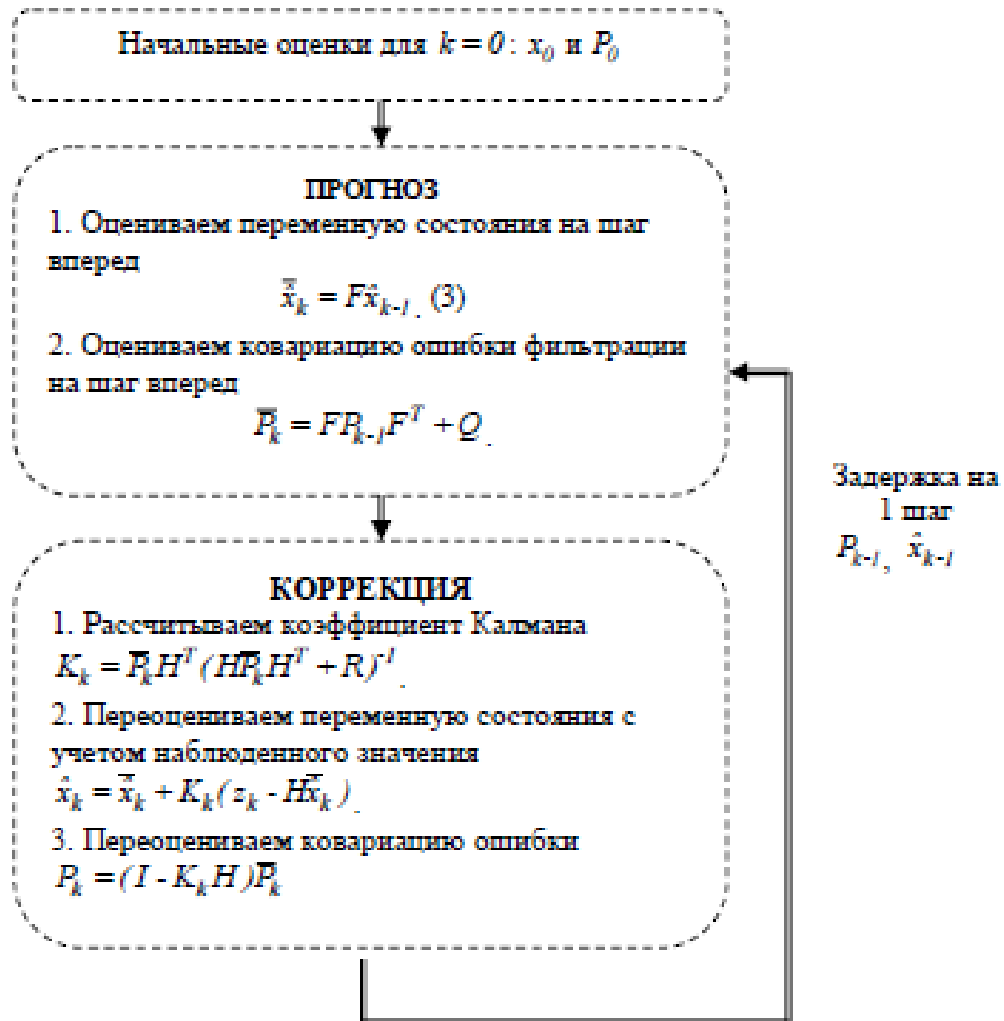 Начальные оценки для k = 0: x₀ и P₀
ПРОГНОЗ
1. Оцениваем переменную состояния на шаг
вперед
x̂̄ₖ = Fx̂ₖ₋₁. (3)
2. Оцениваем ковариацию ошибки фильтрации
на шаг вперед
P̄ₖ = FPₖ₋₁Fᵀ + Q.
КОРРЕКЦИЯ
1. Рассчитываем коэффициент Калмана
Kₖ = P̄ₖHᵀ(HP̄ₖHᵀ + R)⁻¹.
2. Переоцениваем переменную состояния с
учетом наблюденного значения
x̂ₖ = x̂̄ₖ + Kₖ(zₖ - Hx̂̄ₖ).
3. Переоцениваем ковариацию ошибки
Pₖ = (I - KₖH)P̄ₖ
Задержка на
1 шаг
Pₖ₋₁, x̂ₖ₋₁